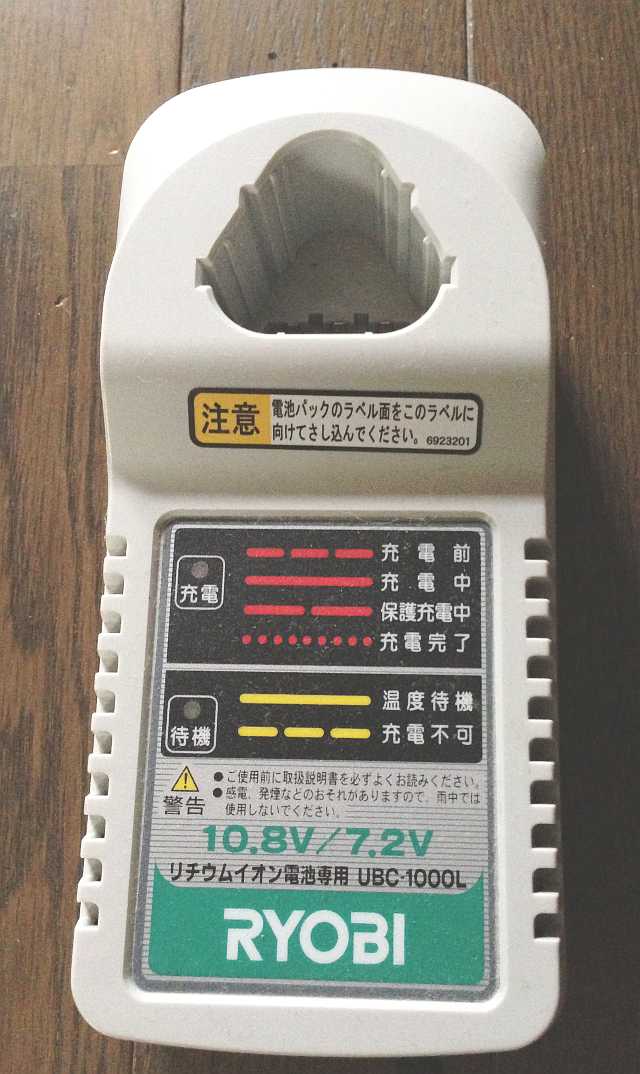 注意
電池パックのラベル面をこのラベルに
向けてさし込んでください。 6923201
充電
充電前
充電中
保護充電中
充電完了
待機
温度待機
充電不可
警告
●ご使用前に取扱説明書を必ずよくお読みください。
●感電、発煙などのおそれがありますので、雨中では
使用しないでください。
10.8V/7.2V
リチウムイオン電池専用 UBC-1000L
RYOBI